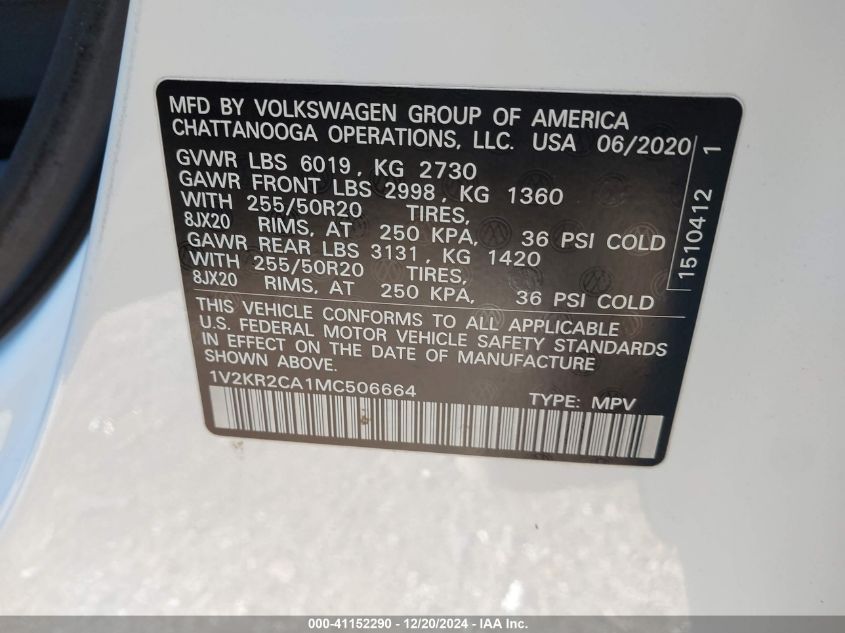 MFD BY VOLKSWAGEN GROUP OF AMERICA
CHATTANOOGA OPERATIONS, LLC. USA 06/2020
GVWR LBS 6019, KG 2730
GAWR FRONT LBS 2998, KG 1360
WITH 255/50R20 TIRES,
8JX20 RIMS, AT 250 KPA, 36 PSI COLD
GAWR REAR LBS 3131, KG 1420
WITH 255/50R20 TIRES,
8JX20 RIMS, AT 250 KPA, 36 PSI COLD
THIS VEHICLE CONFORMS TO ALL APPLICABLE
U.S. FEDERAL MOTOR VEHICLE SAFETY STANDARDS
IN EFFECT ON THE DATE OF MANUFACTURE
SHOWN ABOVE.
1V2KR2CA1MC506664 TYPE: MPV
1510412 1
000-41152290 - 12/20/2024 - IAAI.COM